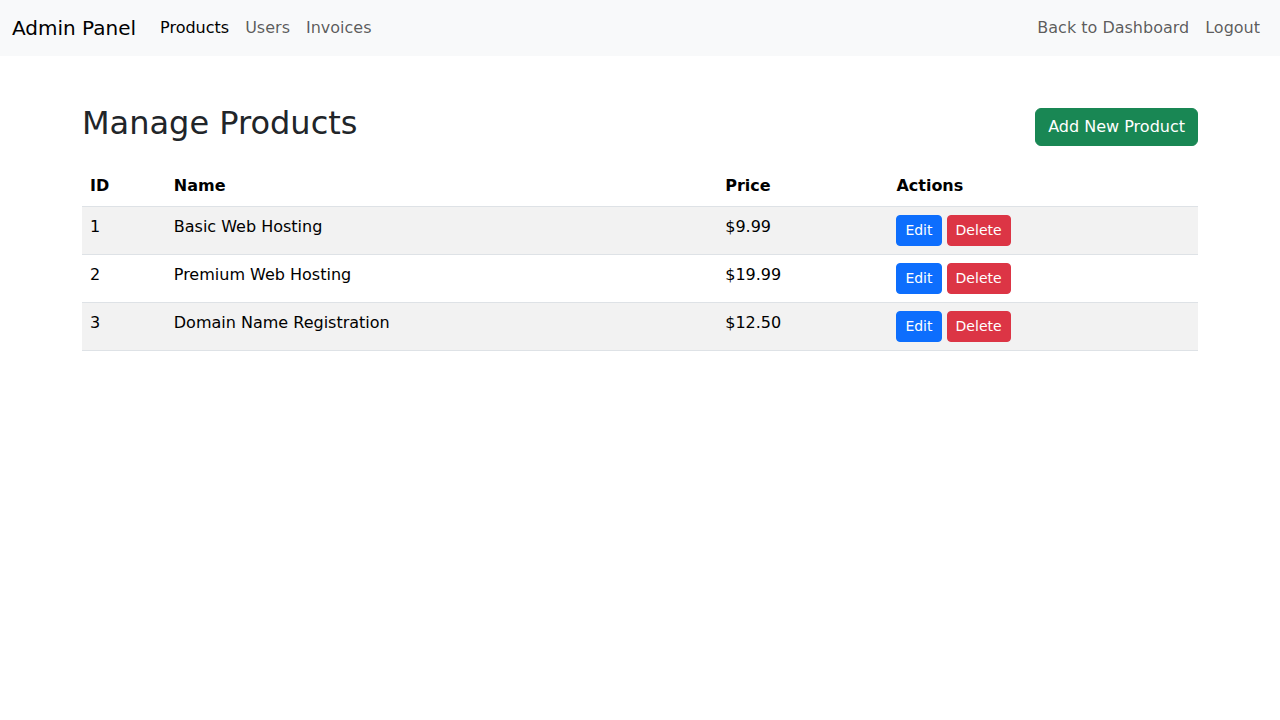 Admin Panel Products Users Invoices Back to Dashboard Logout
Manage Products Add New Product
ID Name Price Actions
1 Basic Web Hosting $9.99 Edit Delete
2 Premium Web Hosting $19.99 Edit Delete
3 Domain Name Registration $12.50 Edit Delete